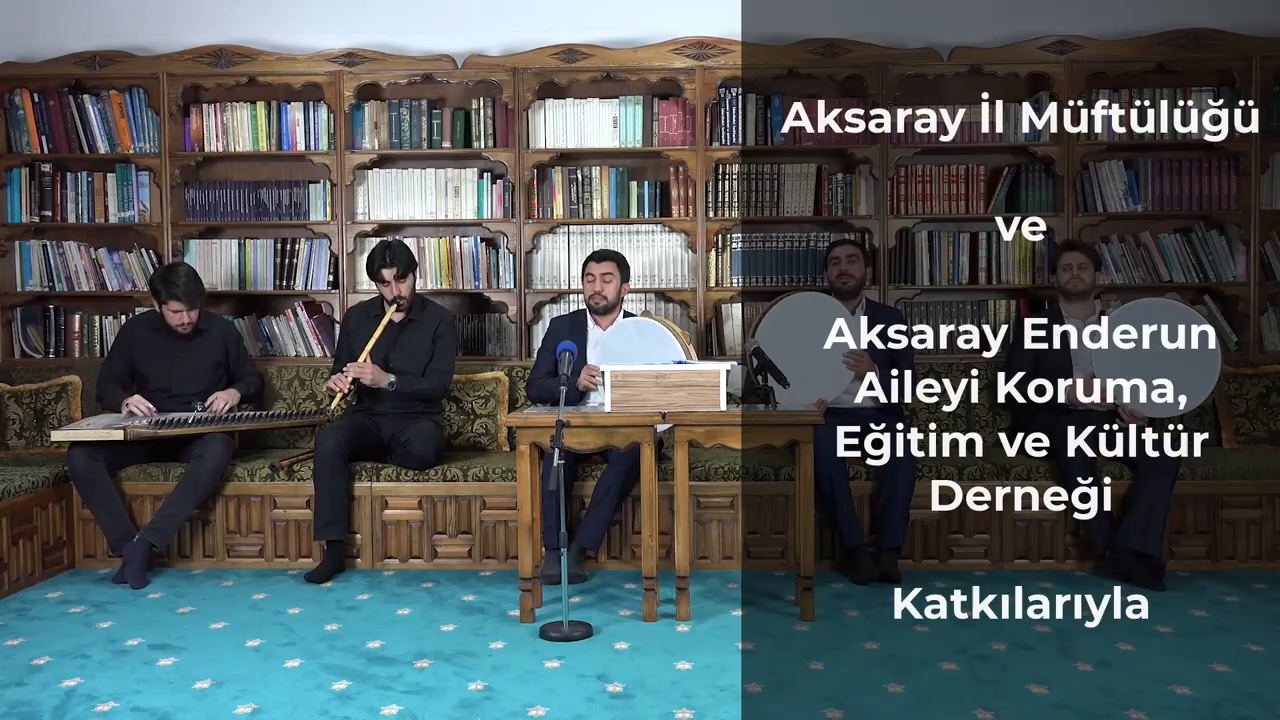 Aksaray İl Müftülüğü
ve
Aksaray Enderun
Aileyi Koruma,
Eğitim ve Kültür
Derneği
Katkılarıyla